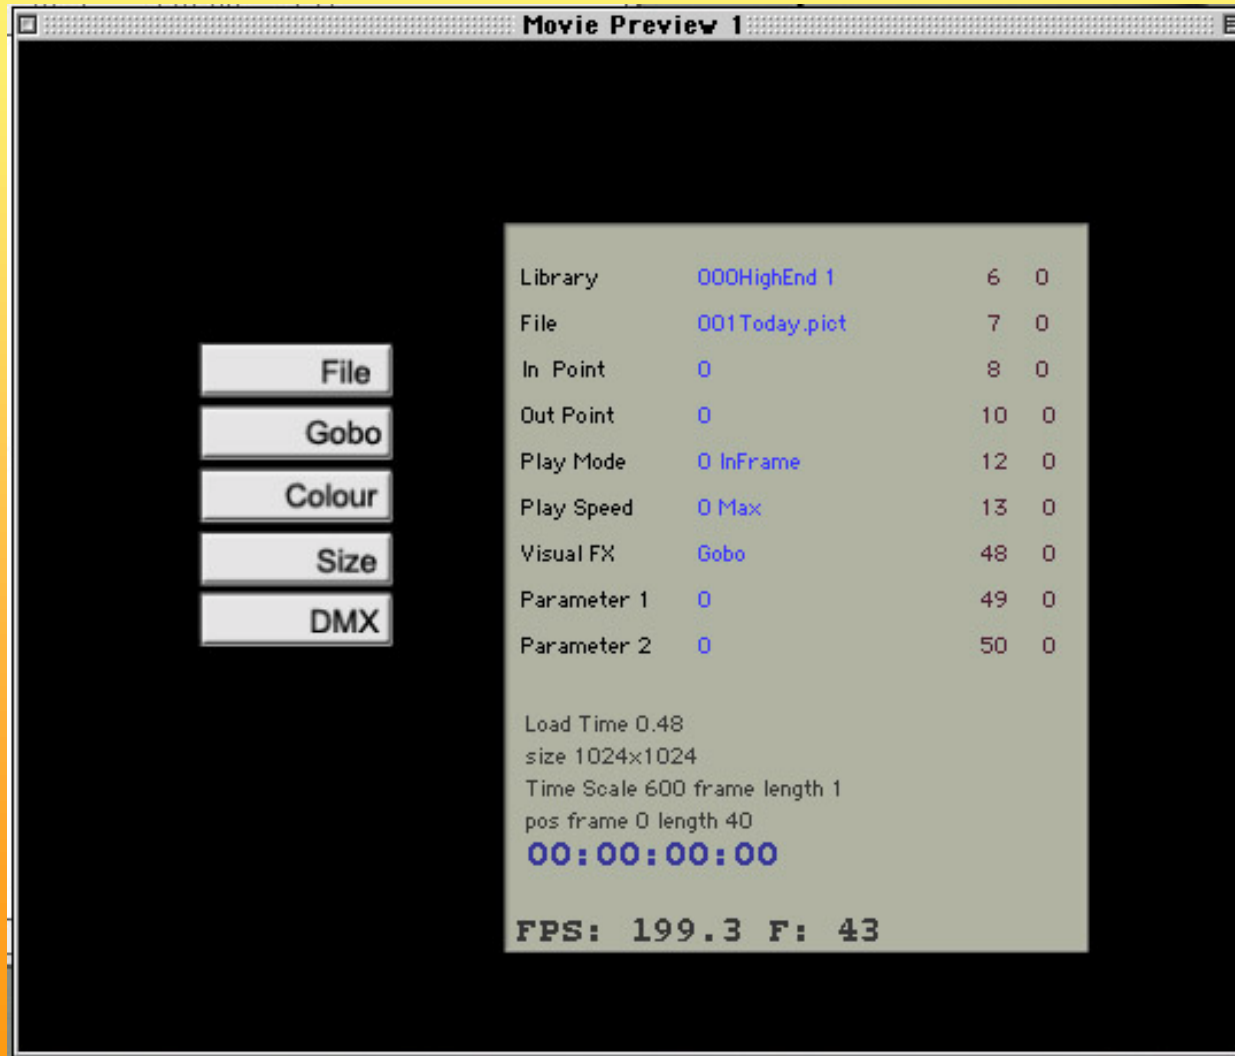 Movie Preview 1
File
Gobo
Colour
Size
DMX
Library 000HighEnd 1 6 0
File 001Today.pict 7 0
In Point 0 8 0
Out Point 0 10 0
Play Mode 0 InFrame 12 0
Play Speed 0 Max 13 0
Visual FX Gobo 48 0
Parameter 1 0 49 0
Parameter 2 0 50 0
Load Time 0.48
size 1024x1024
Time Scale 600 frame length 1
pos frame 0 length 40
00:00:00:00
FPS: 199.3 F: 43